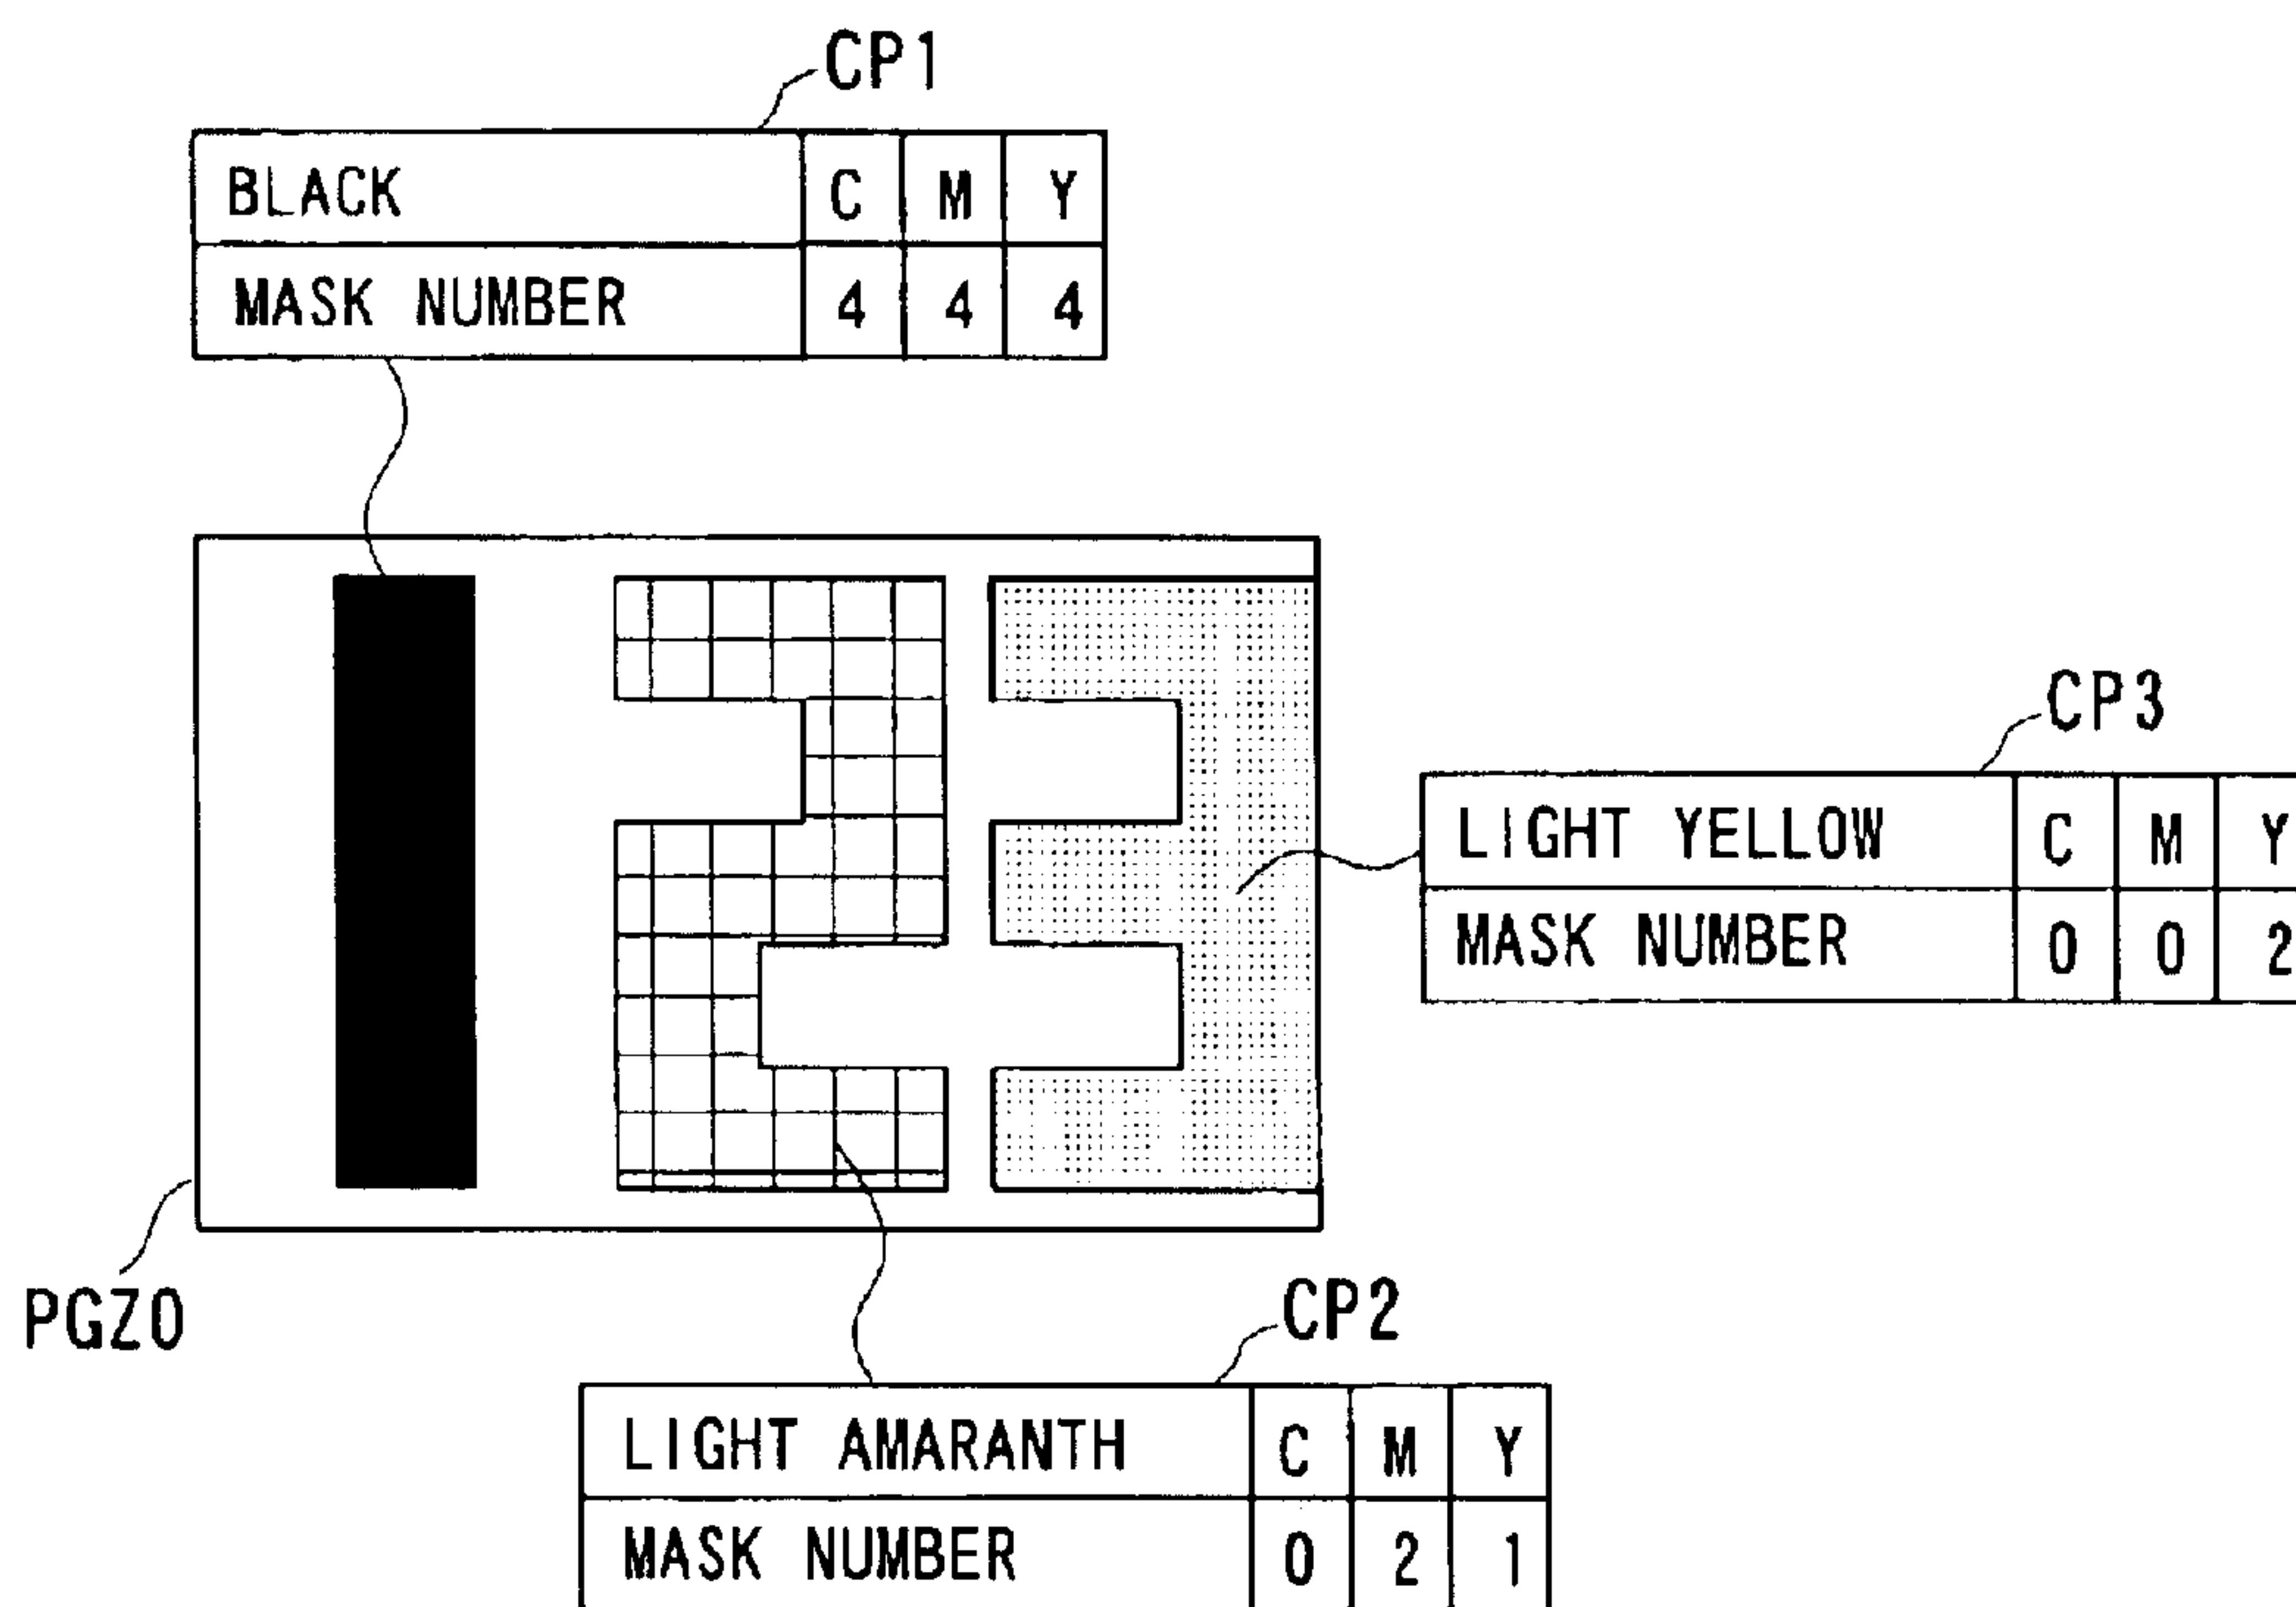 CP1
BLACK C M Y
MASK NUMBER 4 4 4
123
CP3
LIGHT YELLOW C M Y
MASK NUMBER 0 0 2
PGZ0
CP2
LIGHT AMARANTH C M Y
MASK NUMBER 0 2 1